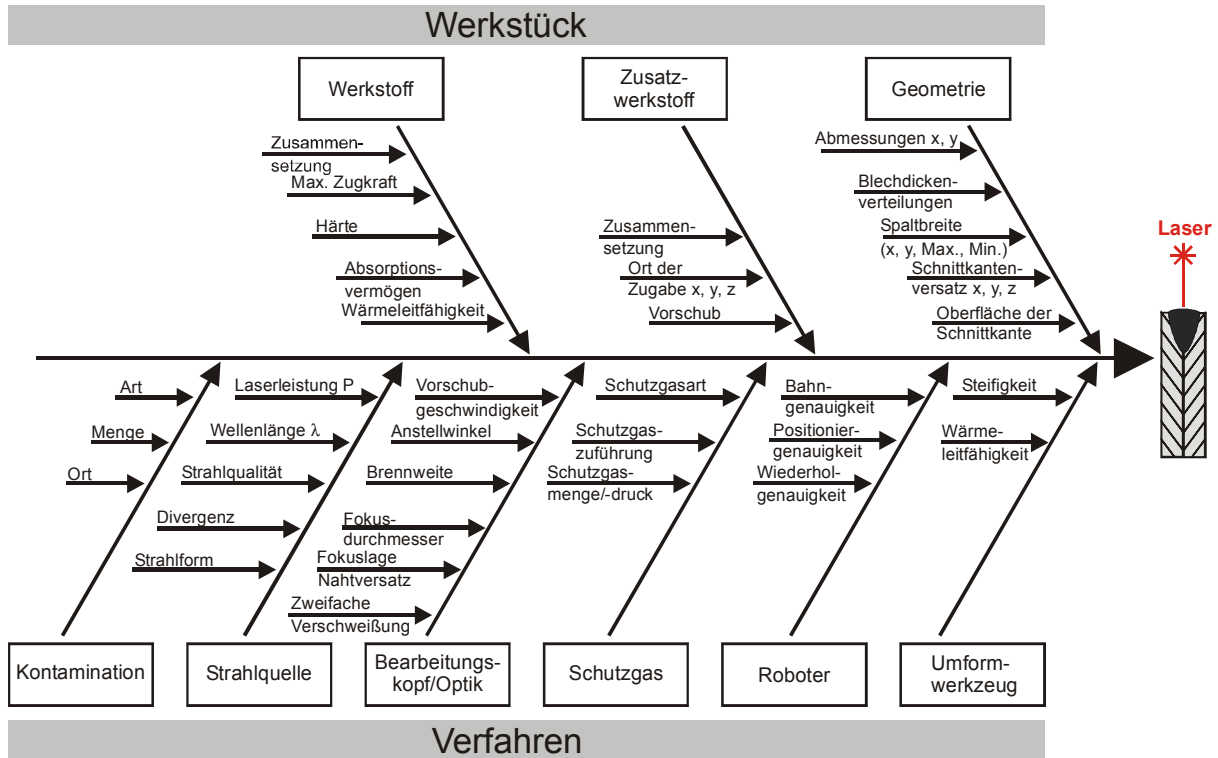 Werkstück
Werkstoff
Zusatz-
werkstoff
Geometrie
Zusammen-
setzung
Max. Zugkraft
Härte
Absorptions-
vermögen
Wärmeleitfähigkeit
Zusammen-
setzung
Ort der
Zugabe x, y, z
Vorschub
Abmessungen x, y
Blechdicken-
verteilungen
Spaltbreite
(x, y, Max., Min.)
Schnittkanten-
versatz x, y, z
Oberfläche der
Schnittkante
Laser
Art
Menge
Ort
Laserleistung P
Wellenlänge λ
Strahlqualität
Divergenz
Strahlform
Vorschub-
geschwindigkeit
Anstellwinkel
Brennweite
Fokus-
durchmesser
Fokuslage
Nahtversatz
Zweifache
Verschweißung
Schutzgasart
Schutzgas-
zuführung
Schutzgas-
menge/-druck
Bahn-
genauigkeit
Positionier-
genauigkeit
Wiederhol-
genauigkeit
Steifigkeit
Wärme-
leitfähigkeit
Kontamination
Strahlquelle
Bearbeitungs-
kopf/Optik
Schutzgas
Roboter
Umform-
werkzeug
Verfahren